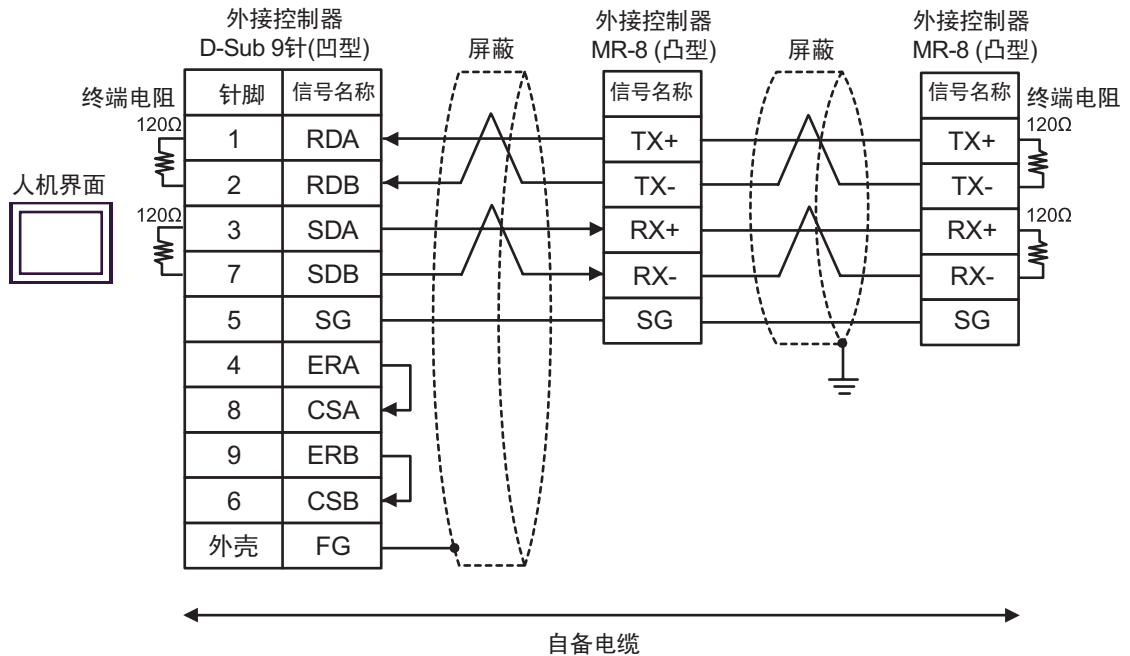 外接控制器
D-Sub 9针(凹型)
屏蔽
外接控制器
MR-8 (凸型)
屏蔽
外接控制器
MR-8 (凸型)
终端电阻
针脚 信号名称
信号名称
信号名称
终端电阻
120Ω
1 RDA
TX+
TX+
120Ω
2 RDB
TX-
TX-
人机界面
120Ω
3 SDA
RX+
RX+
120Ω
7 SDB
RX-
RX-
5 SG
SG
SG
4 ERA
8 CSA
9 ERB
6 CSB
外壳 FG
自备电缆